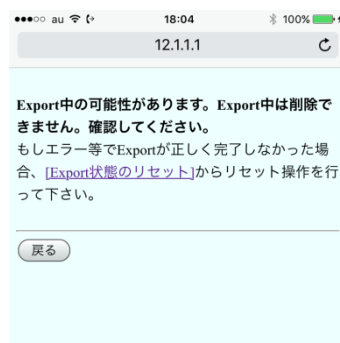 au 18:04 100%
12.1.1.1
Export中の可能性があります。Export中は削除で
きません。確認してください。
もしエラー等でExportが正しく完了しなかった場
合、[Export状態のリセット]からリセット操作を行
って下さい。
戻る